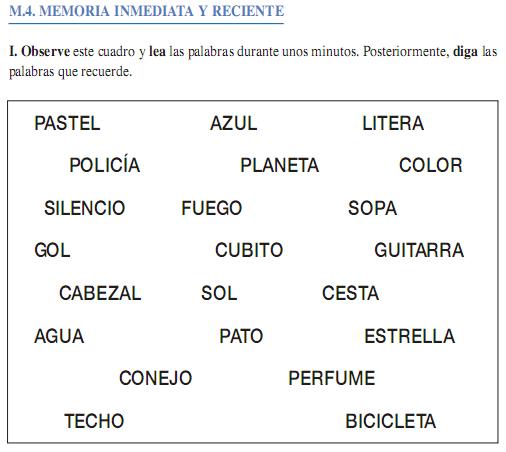 M.4. MEMORIA INMEDIATA Y RECIENTE
I. Observe este cuadro y lea las palabras durante unos minutos. Posteriormente, diga las
palabras que recuerde.
PASTEL AZUL LITERA
POLICÍA PLANETA COLOR
SILENCIO FUEGO SOPA
GOL CUBITO GUITARRA
CABEZAL SOL CESTA
AGUA PATO ESTRELLA
CONEJO PERFUME
TECHO BICICLETA